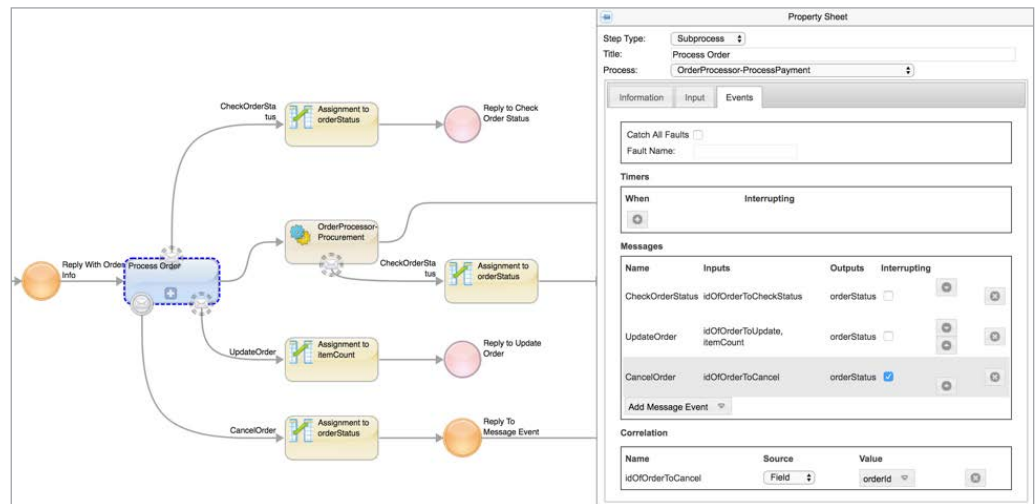 CheckOrderSta
tus
Assignment to
orderStatus
Reply to Check
Order Status
OrderProcessor-
Procurement
CheckOrderSta
tus
Assignment to
orderStatus
Reply With Order
Info
Process Order
UpdateOrder
Assignment to
itemCount
Reply to Update
Order
CancelOrder
Assignment to
orderStatus
Reply To
Message Event
Property Sheet
Step Type: Subprocess
Title: Process Order
Process: OrderProcessor-ProcessPayment
Information Input Events
Catch All Faults
Fault Name:
Timers
When Interrupting
Messages
Name Inputs Outputs Interrupting
CheckOrderStatus idOfOrderToCheckStatus orderStatus
UpdateOrder idOfOrderToUpdate, itemCount orderStatus
CancelOrder idOfOrderToCancel orderStatus
Add Message Event
Correlation
Name Source Value
idOfOrderToCancel Field orderId